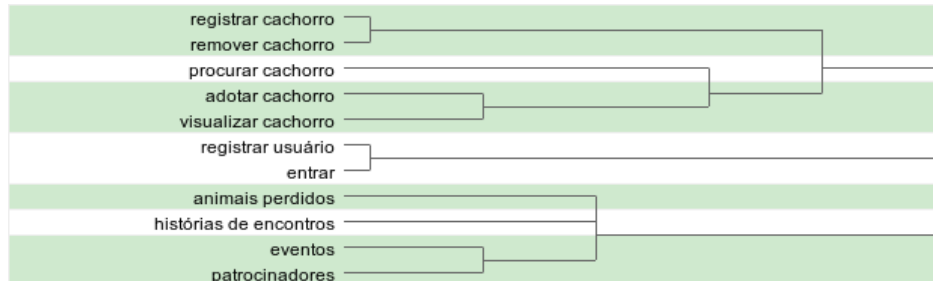 registrar cachorro
remover cachorro
procurar cachorro
adotar cachorro
visualizar cachorro
registrar usuário
entrar
animais perdidos
histórias de encontros
eventos
patrocinadores